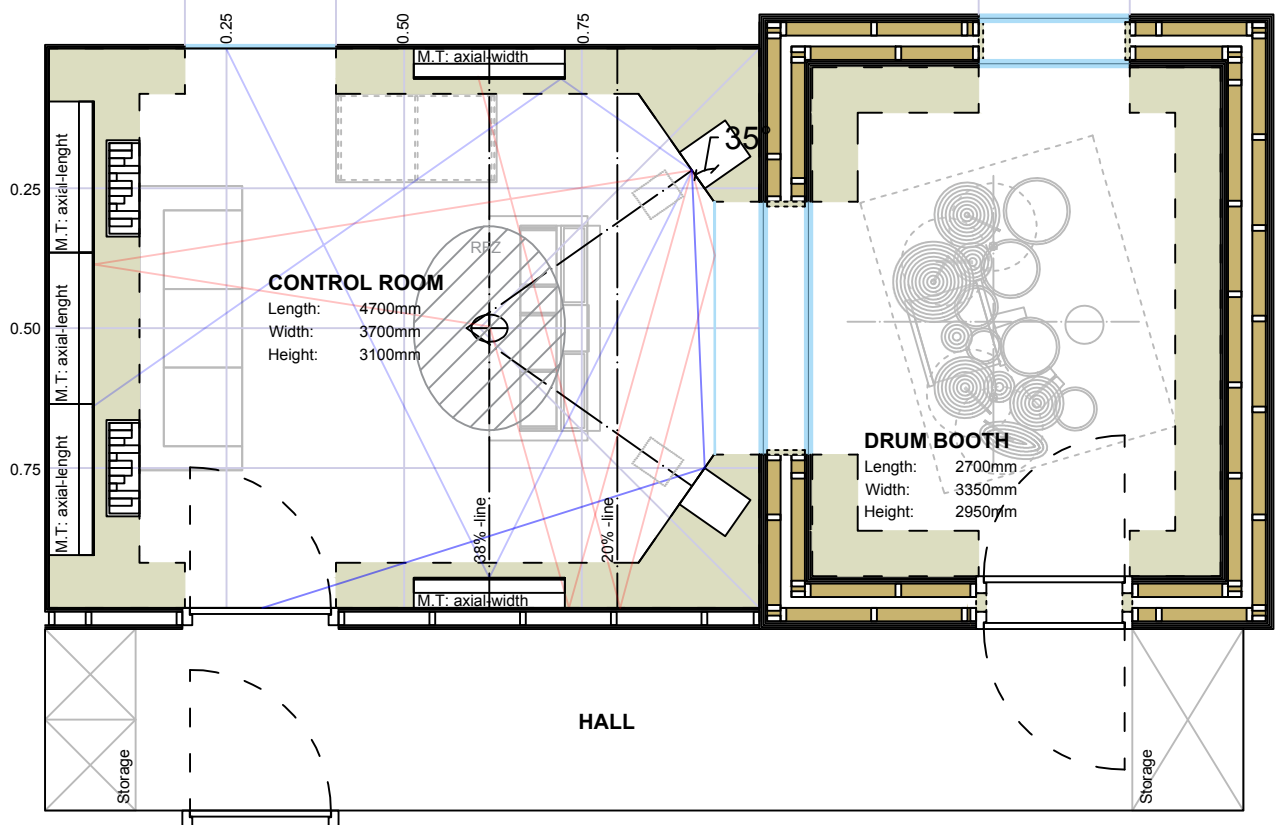 0.25
0.50
0.75
M.T: axial-width
35°
M.T: axial-lenght
0.25
RFZ
M.T: axial-lenght
CONTROL ROOM
Length: 4700mm
Width: 3700mm
Height: 3100mm
0.50
M.T: axial-lenght
0.75
38% -line
20% -line
DRUM BOOTH
Length: 2700mm
Width: 3350mm
Height: 2950mm
M.T: axial-width
HALL
Storage
Storage